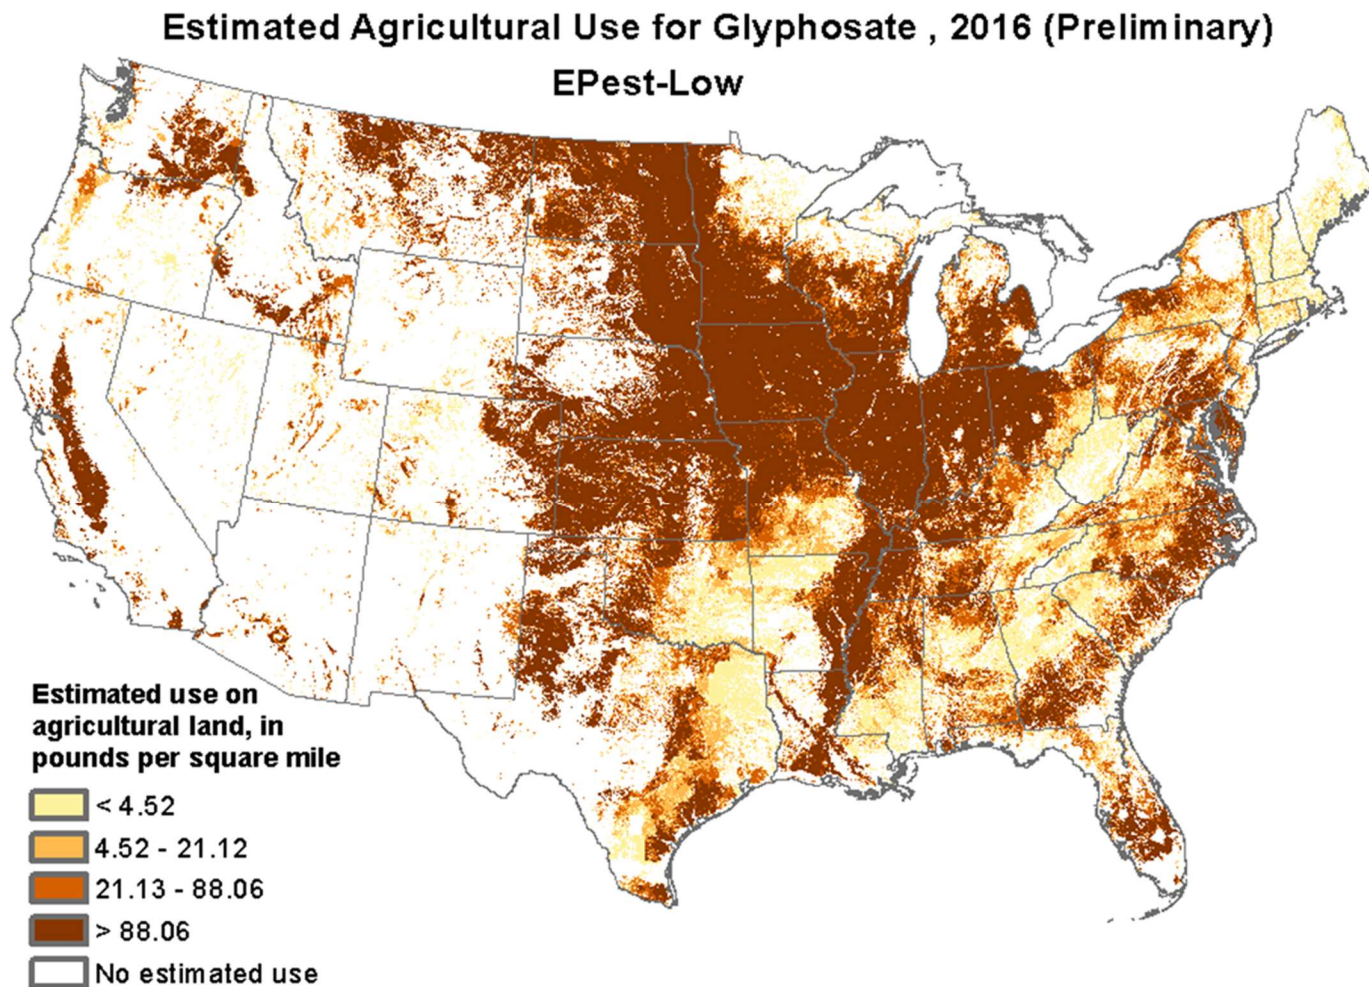 Estimated Agricultural Use for Glyphosate , 2016 (Preliminary)
EPest-Low
Estimated use on
agricultural land, in
pounds per square mile
< 4.52
4.52 - 21.12
21.13 - 88.06
> 88.06
No estimated use